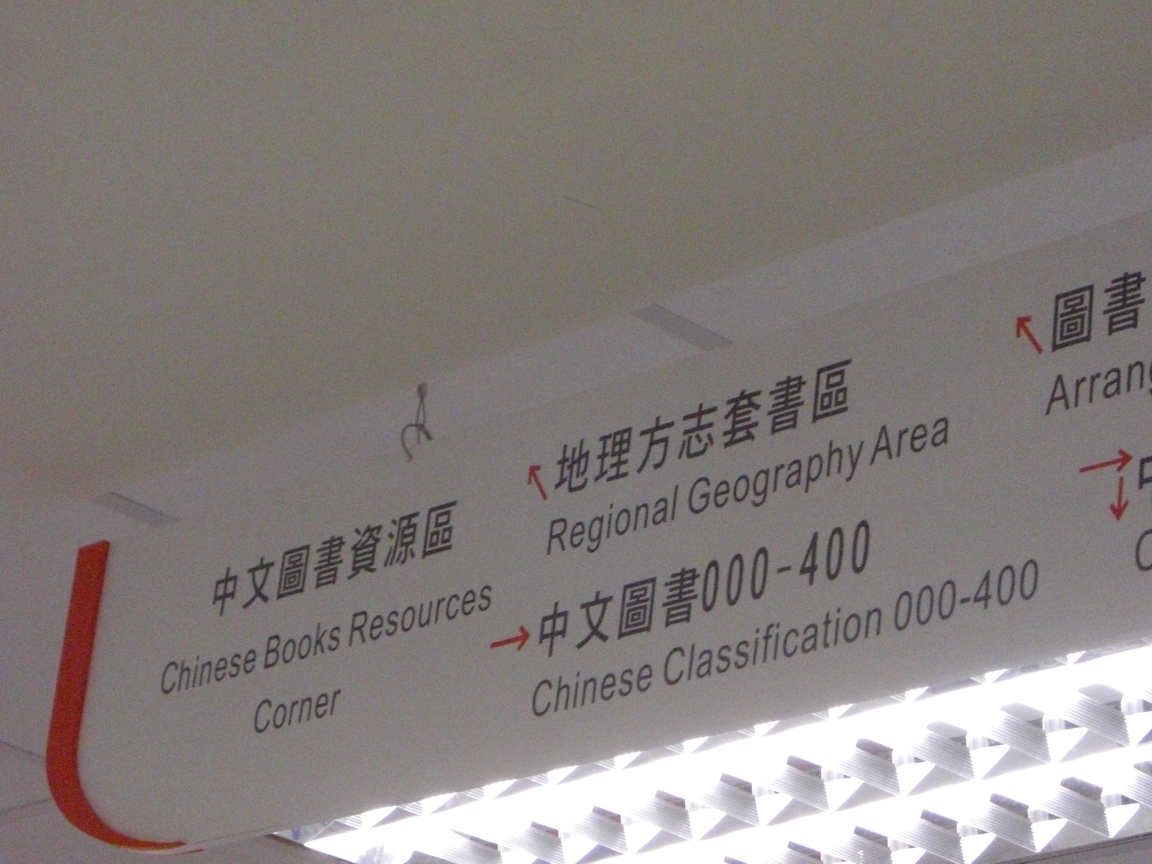 中文圖書資源區
Chinese Books Resources
Corner
↖地理方志套書區
Regional Geography Area
→中文圖書000-400
Chinese Classification 000-400
↖圖書